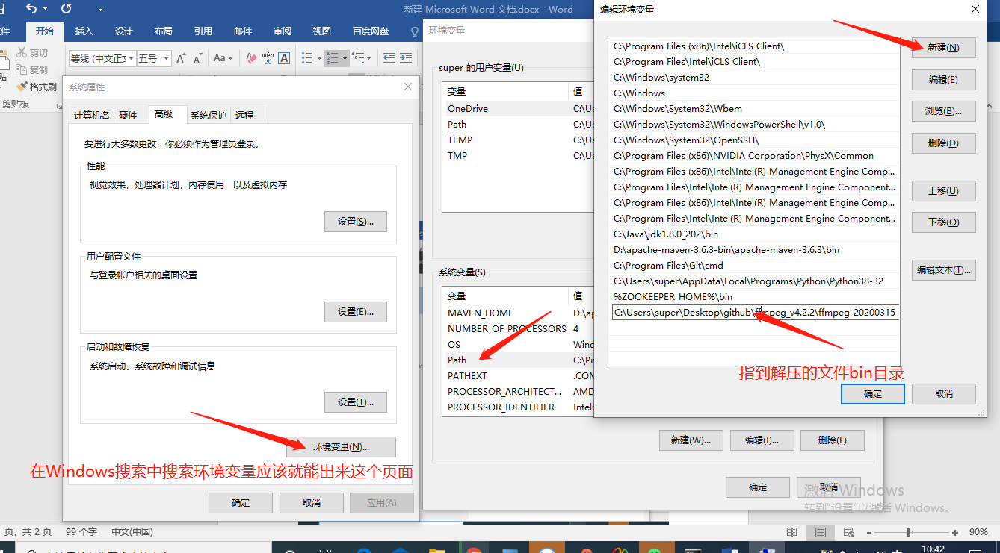 新建 Microsoft Word 文档.docx - Word
件
开始
插入
设计
布局
引用
邮件
审阅
视图
百度网盘
剪切
复制
格式刷
贴
剪贴板
等线 (中文正文
五号
A
A
Aa
wén
A
系统属性
计算机名
硬件
高级
系统保护
远程
要进行大多数更改，你必须作为管理员登录。
性能
视觉效果，处理器计划，内存使用，以及虚拟内存
设置(S)...
用户配置文件
与登录帐户相关的桌面设置
设置(E)...
启动和故障恢复
系统启动、系统故障和调试信息
设置(T)...
环境变量(N)...
在Windows搜索中搜索环境变量应该就能出来这个页面
确定
取消
应用(A)
环境变量
super 的用户变量(U)
变量
值
OneDrive
C:\Us
Path
C:\Us
TEMP
C:\Us
TMP
C:\Us
系统变量(S)
变量
值
MAVEN_HOME
D:\ap
NUMBER_OF_PROCESSORS
4
OS
Wind
Path
C:\Pr
PATHEXT
.COM
PROCESSOR_ARCHITECT...
AMD
PROCESSOR_IDENTIFIER
Intel
新建(W)...
编辑(I)...
删除(L)
确定
取消
编辑环境变量
C:\Program Files (x86)\Intel\iCLS Client\
C:\Program Files\Intel\iCLS Client\
C:\Windows\system32
C:\Windows
C:\Windows\System32\Wbem
C:\Windows\System32\WindowsPowerShell\v1.0\
C:\Windows\System32\OpenSSH\
C:\Program Files (x86)\NVIDIA Corporation\PhysX\Common
C:\Program Files (x86)\Intel\Intel(R) Management Engine Comp...
C:\Program Files\Intel\Intel(R) Management Engine Component...
C:\Program Files (x86)\Intel\Intel(R) Management Engine Comp...
C:\Program Files\Intel\Intel(R) Management Engine Component...
C:\Java\jdk1.8.0_202\bin
D:\apache-maven-3.6.3-bin\apache-maven-3.6.3\bin
C:\Program Files\Git\cmd
C:\Users\super\AppData\Local\Programs\Python\Python38-32
%ZOOKEEPER_HOME%\bin
C:\Users\super\Desktop\github\ffmpeg_v4.2.2\ffmpeg-20200315-
新建(N)
编辑(E)
浏览(B)...
删除(D)
上移(U)
下移(O)
编辑文本(T)...
指到解压的文件bin目录
确定
取消
激活 Windows
转到"设置"以激活 Windows。
页，共 2 页
99 个字
中文(中国)
90%
10:42